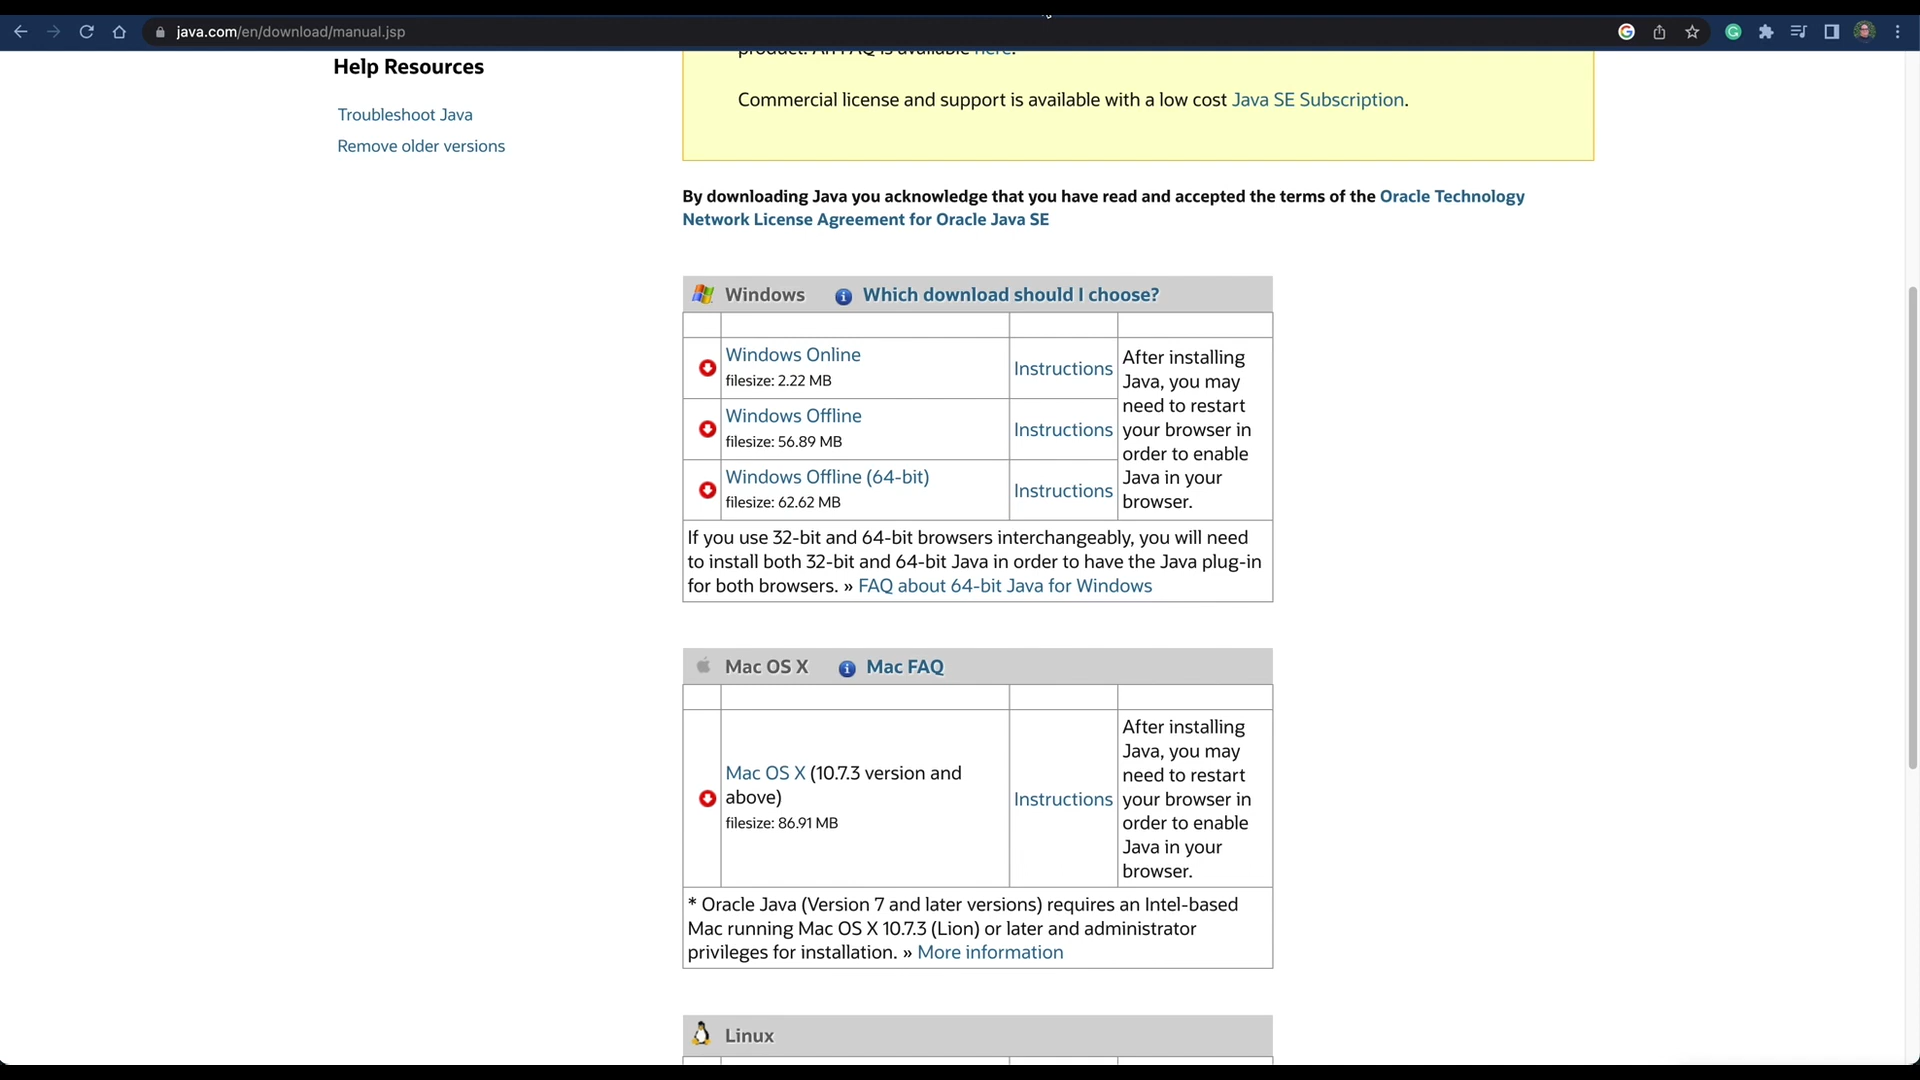 java.com/en/download/manual.jsp
Help Resources
Troubleshoot Java
Remove older versions
product. An FAQ is available here.
Commercial license and support is available with a low cost Java SE Subscription.
By downloading Java you acknowledge that you have read and accepted the terms of the Oracle Technology
Network License Agreement for Oracle Java SE
Windows Which download should I choose?
Windows Online
filesize: 2.22 MB
Instructions
Windows Offline
filesize: 56.89 MB
Instructions
Windows Offline (64-bit)
filesize: 62.62 MB
Instructions
After installing
Java, you may
need to restart
your browser in
order to enable
Java in your
browser.
If you use 32-bit and 64-bit browsers interchangeably, you will need
to install both 32-bit and 64-bit Java in order to have the Java plug-in
for both browsers. » FAQ about 64-bit Java for Windows
Mac OS X Mac FAQ
Mac OS X (10.7.3 version and
above)
filesize: 86.91 MB
Instructions
After installing
Java, you may
need to restart
your browser in
order to enable
Java in your
browser.
* Oracle Java (Version 7 and later versions) requires an Intel-based
Mac running Mac OS X 10.7.3 (Lion) or later and administrator
privileges for installation. » More information
Linux